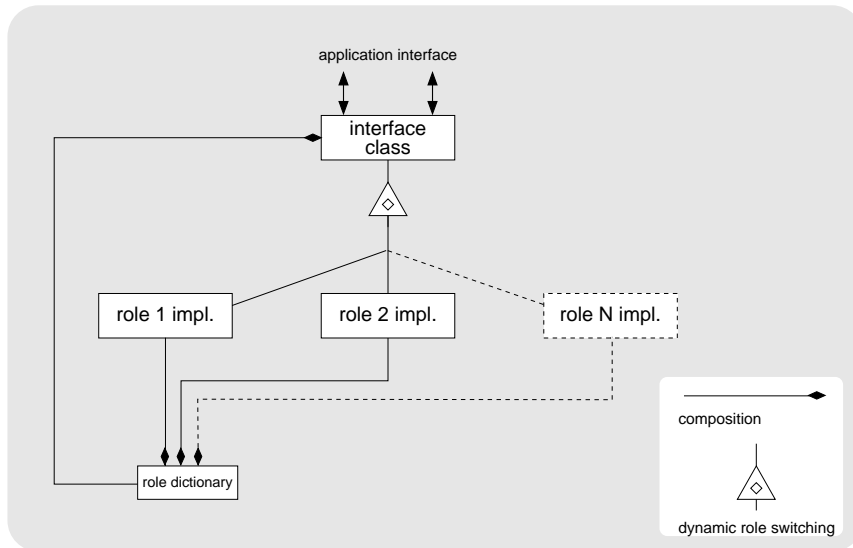 application interface
interface
class
role 1 impl.
role 2 impl.
role N impl.
composition
role dictionary
dynamic role switching